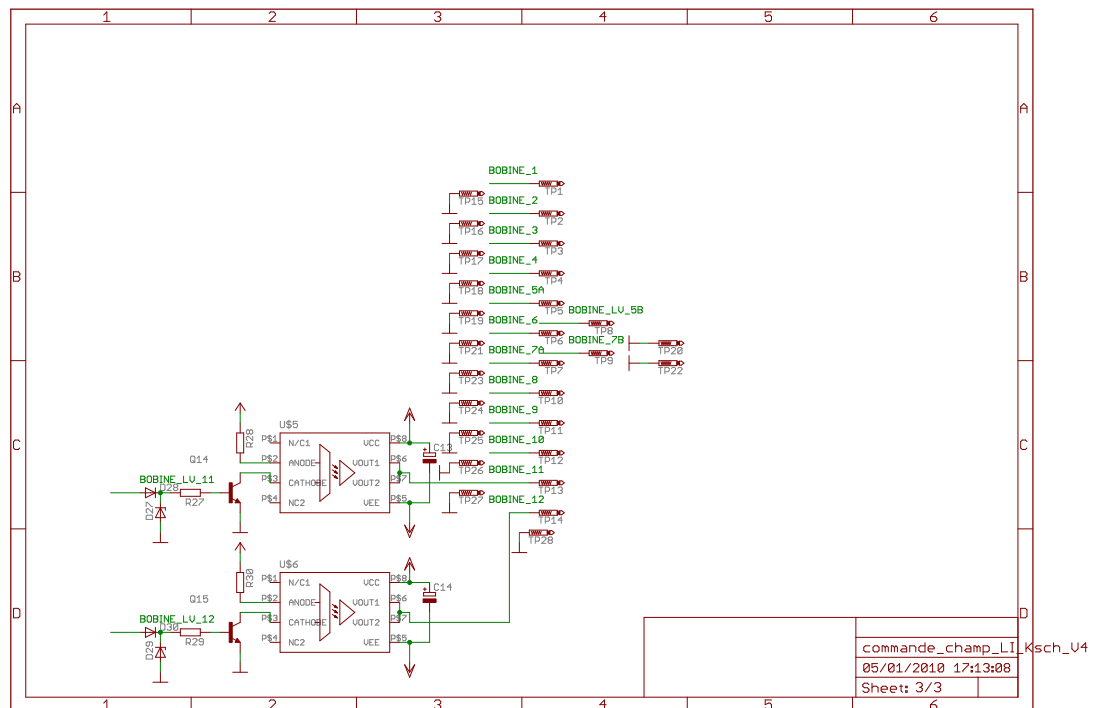 1 2 3 4 5 6
A A
BOBINE_1
TP1
TP15 BOBINE_2
TP2
TP16 BOBINE_3
TP3
TP17 BOBINE_4
TP4
B B
TP18 BOBINE_5A
TP5 BOBINE_LV_5B
TP19 BOBINE_6
TP8
TP6 BOBINE_7B
TP21 BOBINE_7A
TP20
TP9
TP7
TP22
TP23 BOBINE_8
TP10
TP24 BOBINE_9
TP11
TP25 BOBINE_10
TP12
TP26 BOBINE_11
TP13
TP27 BOBINE_12
TP14
TP28
C C
U$5
R28
P$1 N/C1 VCC P$8
C13
Q14
P$2 ANODE VOUT1 P$6
BOBINE_LV_11
P$3 CATHODE VOUT2 P$7
D28
R27
D27
P$4 NC2 VEE P$5
U$6
R30
P$1 N/C1 VCC P$8
C14
Q15
P$2 ANODE VOUT1 P$6
D D
BOBINE_LV_12
P$3 CATHODE VOUT2 P$7
D30
R29
D29
P$4 NC2 VEE P$5
commande_champ_LI_Ksch_V4
05/01/2010 17:13:08
Sheet: 3/3
1 2 3 4 5 6